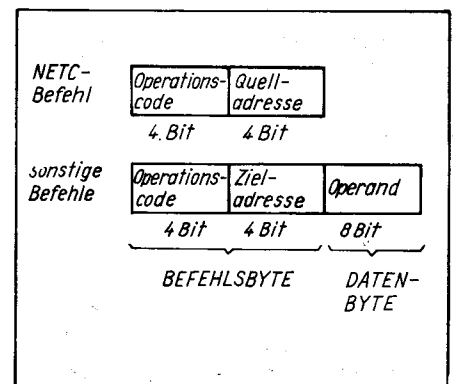 NETC-
Befehl
Operations-
code
Quell-
adresse
4.Bit
4 Bit
sonstige
Befehle
Operations-
code
Ziel-
adresse
Operand
4 Bit
4 Bit
8 Bit
BEFEHLSBYTE
DATEN-
BYTE